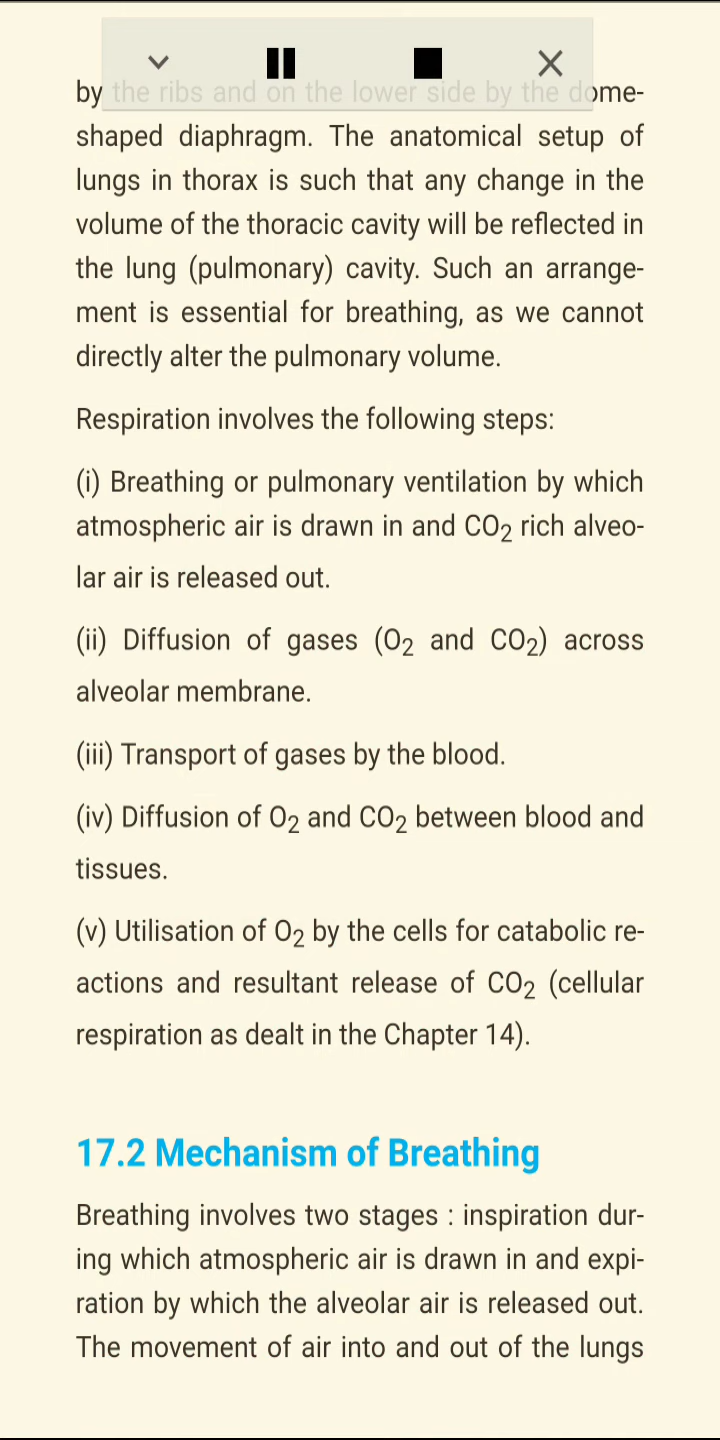 by the ribs and on the lower side by the dome-
shaped diaphragm. The anatomical setup of
lungs in thorax is such that any change in the
volume of the thoracic cavity will be reflected in
the lung (pulmonary) cavity. Such an arrange-
ment is essential for breathing, as we cannot
directly alter the pulmonary volume.
Respiration involves the following steps:
(i) Breathing or pulmonary ventilation by which
atmospheric air is drawn in and CO₂ rich alveo-
lar air is released out.
(ii) Diffusion of gases (O₂ and CO₂) across
alveolar membrane.
(iii) Transport of gases by the blood.
(iv) Diffusion of O₂ and CO₂ between blood and
tissues.
(v) Utilisation of O₂ by the cells for catabolic re-
actions and resultant release of CO₂ (cellular
respiration as dealt in the Chapter 14).
17.2 Mechanism of Breathing
Breathing involves two stages : inspiration dur-
ing which atmospheric air is drawn in and expi-
ration by which the alveolar air is released out.
The movement of air into and out of the lungs